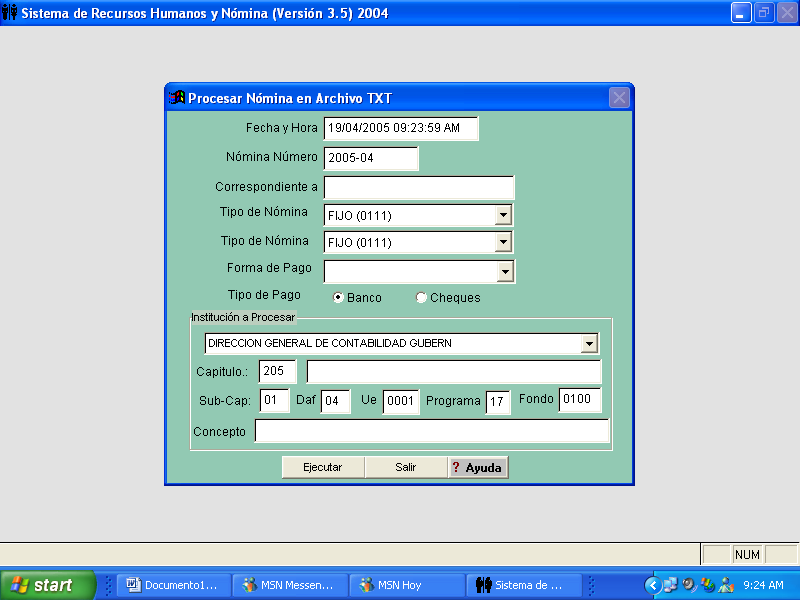 Sistema de Recursos Humanos y Nómina (Versión 3.5) 2004
Procesar Nómina en Archivo TXT
Fecha y Hora 19/04/2005 09:23:59 AM
Nómina Número 2005-04
Correspondiente a
Tipo de Nómina FIJO (0111)
Tipo de Nómina FIJO (0111)
Forma de Pago
Tipo de Pago Banco Cheques
Institución a Procesar
DIRECCION GENERAL DE CONTABILIDAD GUBERN
Capitulo.: 205
Sub-Cap: 01 Daf 04 Ue 0001 Programa 17 Fondo 0100
Concepto
Ejecutar Salir ? Ayuda
NUM
start Documento1... MSN Messen... MSN Hoy Sistema de ... 9:24 AM